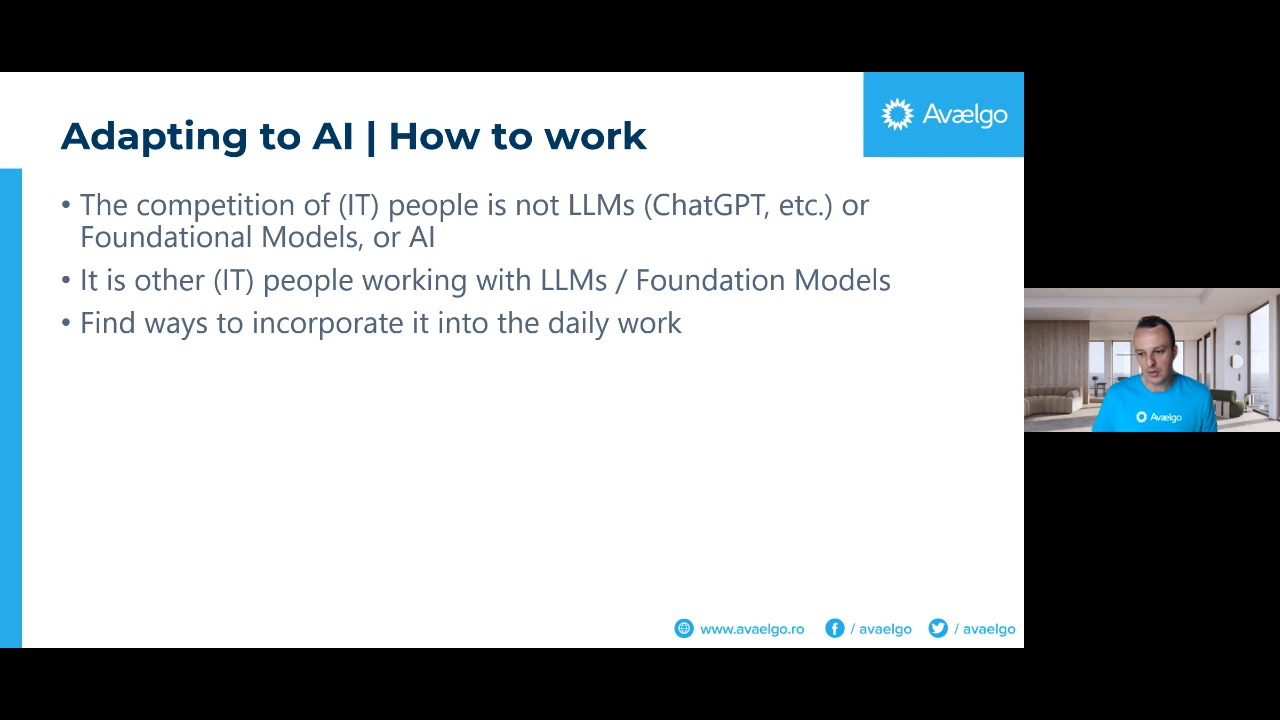 Avaelgo
Adapting to AI | How to work
• The competition of (IT) people is not LLMs (ChatGPT, etc.) or
Foundational Models, or AI
• It is other (IT) people working with LLMs / Foundation Models
• Find ways to incorporate it into the daily work
Avaelgo
www.avaelgo.ro
/ avaelgo
/ avaelgo